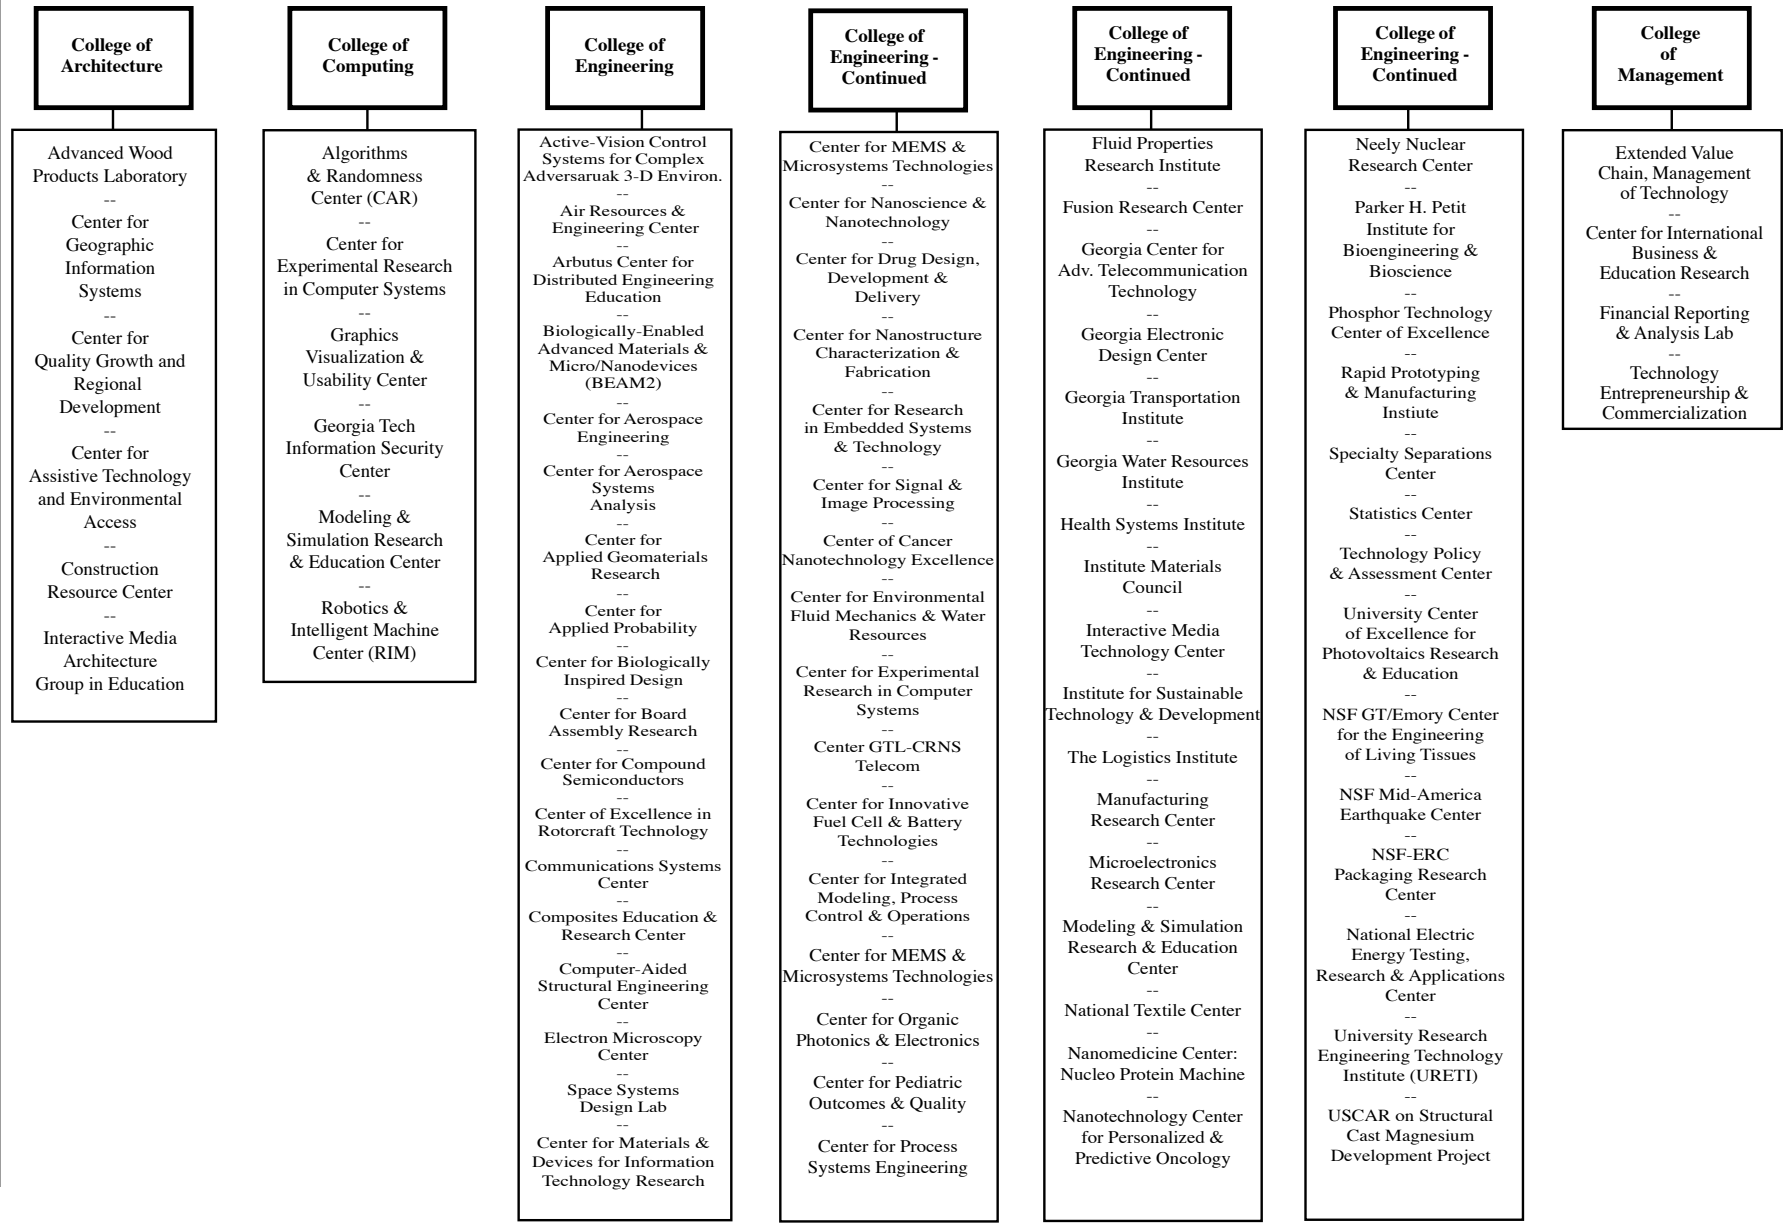 College of
Architecture
Advanced Wood
Products Laboratory
--
Center for
Geographic
Information
Systems
--
Center for
Quality Growth and
Regional
Development
--
Center for
Assistive Technology
and Environmental
Access
--
Construction
Resource Center
--
Interactive Media
Architecture
Group in Education
College of
Computing
Algorithms
& Randomness
Center (CAR)
--
Center for
Experimental Research
in Computer Systems
--
Graphics
Visualization &
Usability Center
--
Georgia Tech
Information Security
Center
--
Modeling &
Simulation Research
& Education Center
--
Robotics &
Intelligent Machine
Center (RIM)
College of
Engineering
Active-Vision Control
Systems for Complex
Adversaruak 3-D Environ.
--
Air Resources &
Engineering Center
--
Arbutus Center for
Distributed Engineering
Education
--
Biologically-Enabled
Advanced Materials &
Micro/Nanodevices
(BEAM2)
--
Center for Aerospace
Engineering
--
Center for Aerospace
Systems
Analysis
--
Center for
Applied Geomaterials
Research
--
Center for
Applied Probability
--
Center for Biologically
Inspired Design
--
Center for Board
Assembly Research
--
Center for Compound
Semiconductors
--
Center of Excellence in
Rotorcraft Technology
--
Communications Systems
Center
--
Composites Education &
Research Center
--
Computer-Aided
Structural Engineering
Center
--
Electron Microscopy
Center
--
Space Systems
Design Lab
--
Center for Materials &
Devices for Information
Technology Research
College of
Engineering -
Continued
Center for MEMS &
Microsystems Technologies
--
Center for Nanoscience &
Nanotechnology
--
Center for Drug Design,
Development &
Delivery
--
Center for Nanostructure
Characterization &
Fabrication
--
Center for Research
in Embedded Systems
& Technology
--
Center for Signal &
Image Processing
--
Center of Cancer
Nanotechnology Excellence
--
Center for Environmental
Fluid Mechanics & Water
Resources
--
Center for Experimental
Research in Computer
Systems
--
Center GTL-CRNS
Telecom
--
Center for Innovative
Fuel Cell & Battery
Technologies
--
Center for Integrated
Modeling, Process
Control & Operations
--
Center for MEMS &
Microsystems Technologies
--
Center for Organic
Photonics & Electronics
--
Center for Pediatric
Outcomes & Quality
--
Center for Process
Systems Engineering
College of
Engineering -
Continued
Fluid Properties
Research Institute
--
Fusion Research Center
--
Georgia Center for
Adv. Telecommunication
Technology
--
Georgia Electronic
Design Center
--
Georgia Transportation
Institute
--
Georgia Water Resources
Institute
--
Health Systems Institute
--
Institute Materials
Council
--
Interactive Media
Technology Center
--
Institute for Sustainable
Technology & Development
--
The Logistics Institute
--
Manufacturing
Research Center
--
Microelectronics
Research Center
--
Modeling & Simulation
Research & Education
Center
--
National Textile Center
--
Nanomedicine Center:
Nucleo Protein Machine
--
Nanotechnology Center
for Personalized &
Predictive Oncology
College of
Engineering -
Continued
Neely Nuclear
Research Center
--
Parker H. Petit
Institute for
Bioengineering &
Bioscience
--
Phosphor Technology
Center of Excellence
--
Rapid Prototyping
& Manufacturing
Instiute
--
Specialty Separations
Center
--
Statistics Center
--
Technology Policy
& Assessment Center
--
University Center
of Excellence for
Photovoltaics Research
& Education
--
NSF GT/Emory Center
for the Engineering
of Living Tissues
--
NSF Mid-America
Earthquake Center
--
NSF-ERC
Packaging Research
Center
--
National Electric
Energy Testing,
Research & Applications
Center
--
University Research
Engineering Technology
Institute (URETI)
--
USCAR on Structural
Cast Magnesium
Development Project
College
of
Management
Extended Value
Chain, Management
of Technology
--
Center for International
Business &
Education Research
--
Financial Reporting
& Analysis Lab
--
Technology
Entrepreneurship &
Commercialization